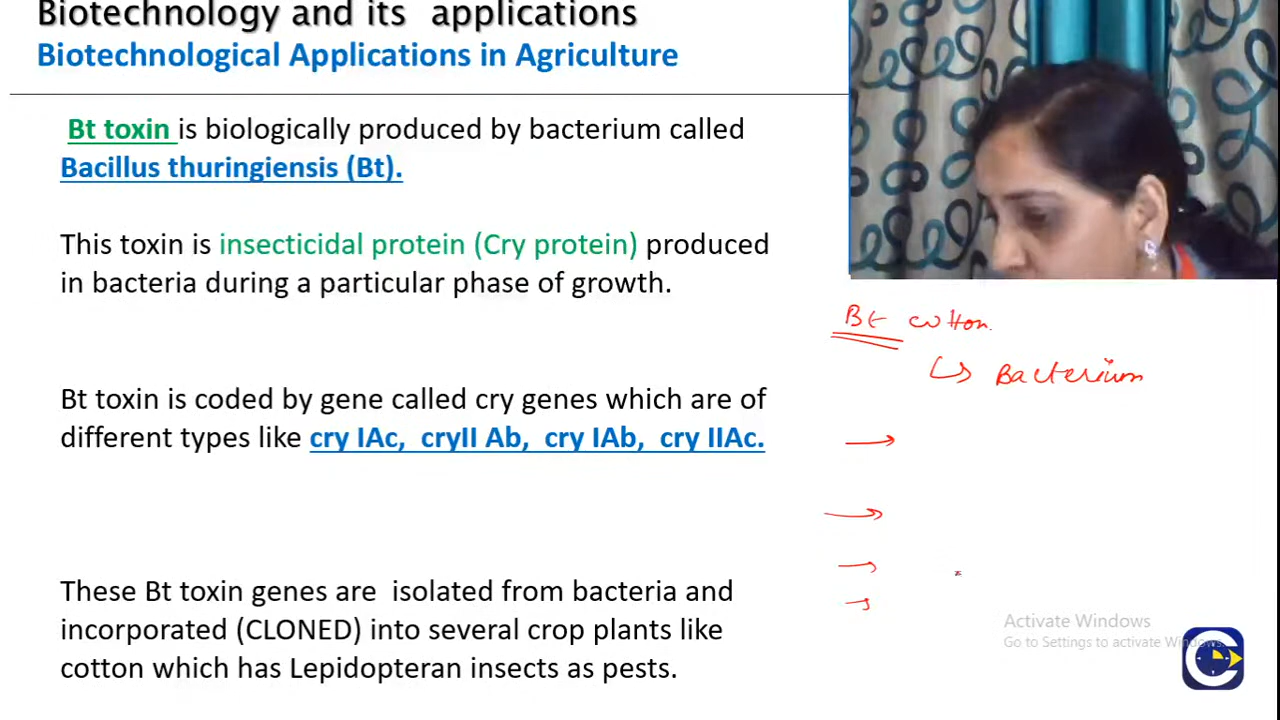 Biotechnology and its applications
Biotechnological Applications in Agriculture
Bt toxin is biologically produced by bacterium called
Bacillus thuringiensis (Bt).
This toxin is insecticidal protein (Cry protein) produced
in bacteria during a particular phase of growth.
Bt cotton.
Bacterium
Bt toxin is coded by gene called cry genes which are of
different types like cry IAc, cryII Ab, cry IAb, cry IIAc.
These Bt toxin genes are isolated from bacteria and
incorporated (CLONED) into several crop plants like
cotton which has Lepidopteran insects as pests.
Activate Windows
Go to Settings to activate Windows.